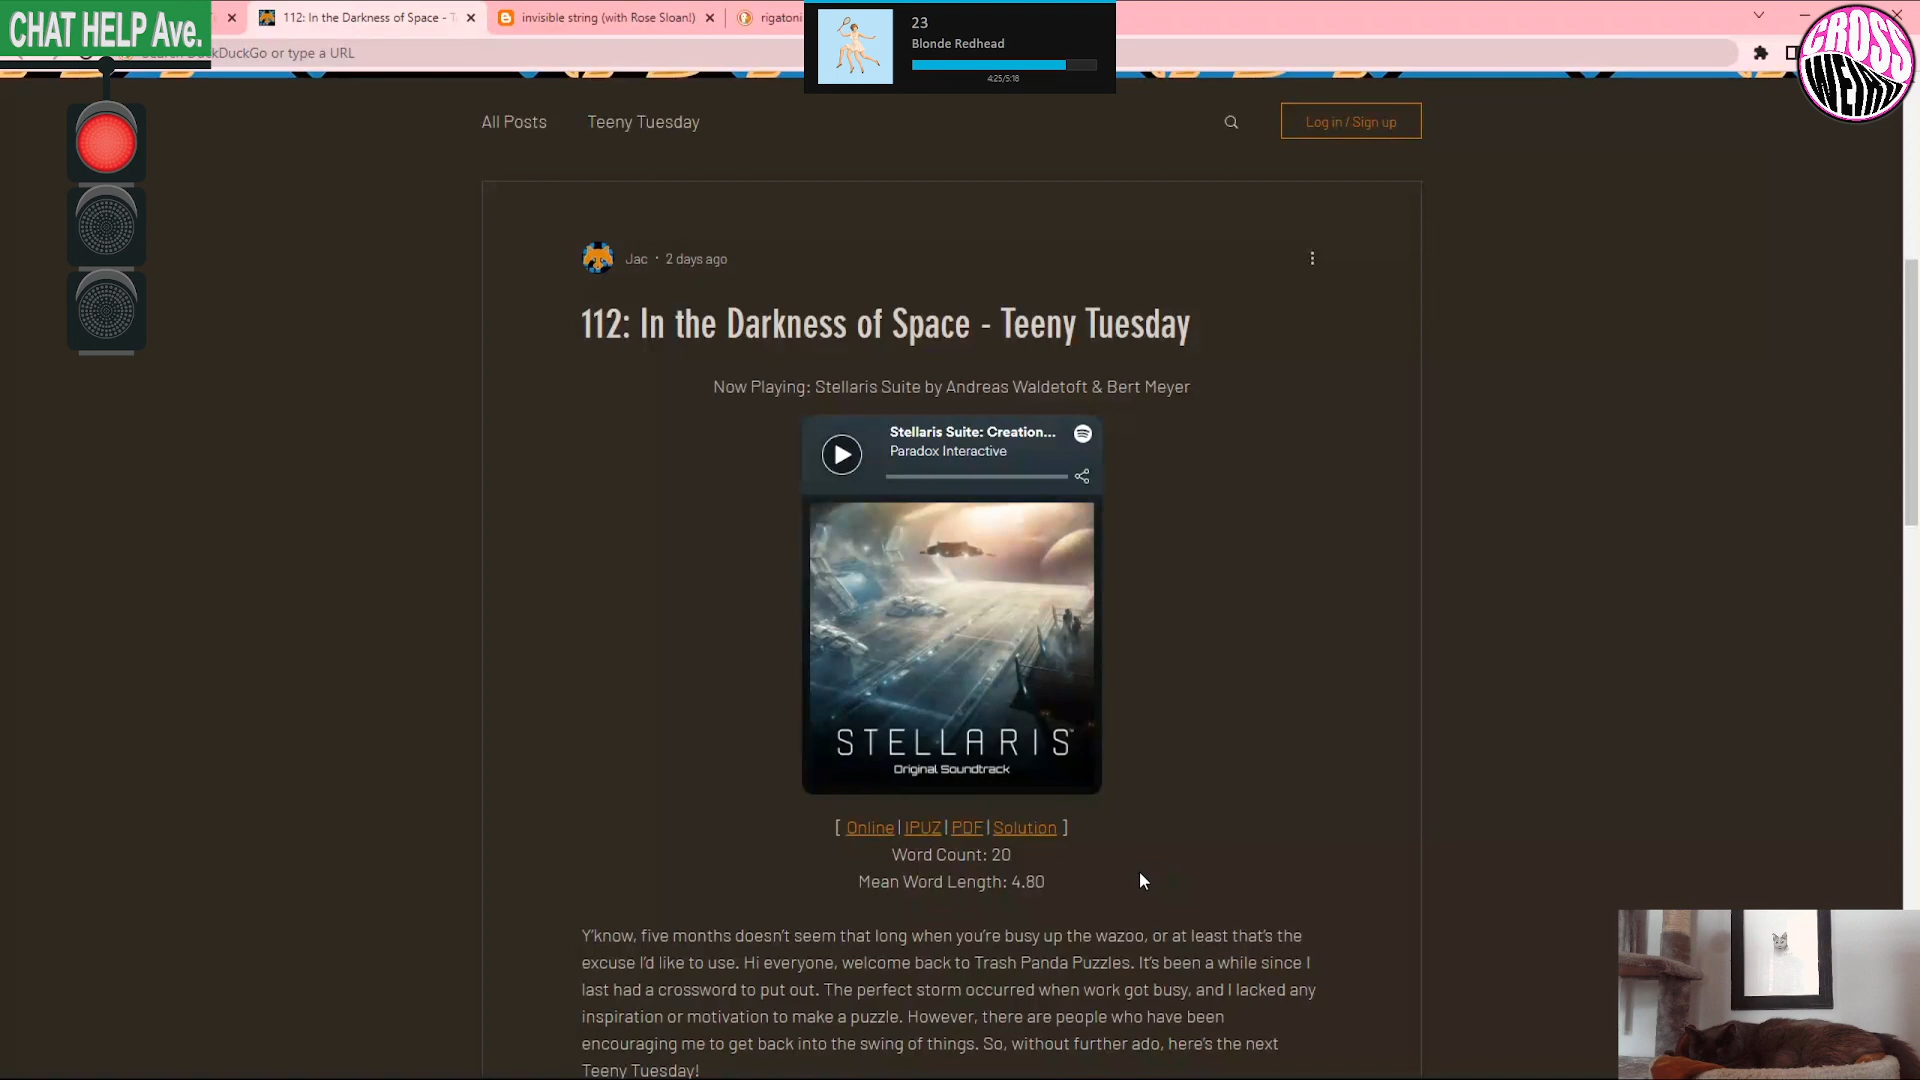 CHAT HELP Ave.
112: In the Darkness of Space - T
invisible string (with Rose Sloan!)
rigatoni
DuckDuckGo or type a URL
23
Blonde Redhead
4:25/5:18
CROSS
WEIRD
All Posts
Teeny Tuesday
Log in / Sign up
Jac · 2 days ago
112: In the Darkness of Space - Teeny Tuesday
Now Playing: Stellaris Suite by Andreas Waldetoft & Bert Meyer
Stellaris Suite: Creation...
Paradox Interactive
STELLARIS
Original Soundtrack
[ Online | IPUZ | PDF | Solution ]
Word Count: 20
Mean Word Length: 4.80
Y'know, five months doesn't seem that long when you're busy up the wazoo, or at least that's the
excuse I'd like to use. Hi everyone, welcome back to Trash Panda Puzzles. It's been a while since I
last had a crossword to put out. The perfect storm occurred when work got busy, and I lacked any
inspiration or motivation to make a puzzle. However, there are people who have been
encouraging me to get back into the swing of things. So, without further ado, here's the next
Teeny Tuesday!